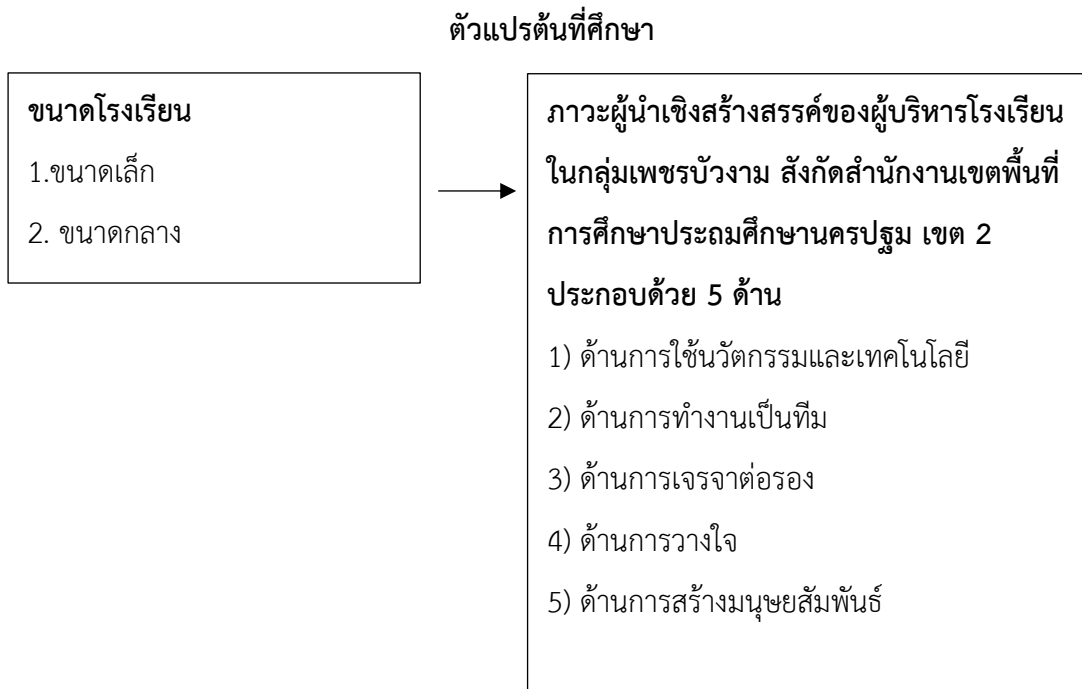 ตัวแปรต้นที่ศึกษา
ขนาดโรงเรียน
1.ขนาดเล็ก
2. ขนาดกลาง
ภาวะผู้นำเชิงสร้างสรรค์ของผู้บริหารโรงเรียน
ในกลุ่มเพชรบัวงาม สังกัดสำนักงานเขตพื้นที่
การศึกษาประถมศึกษานครปฐม เขต 2
ประกอบด้วย 5 ด้าน
1) ด้านการใช้นวัตกรรมและเทคโนโลยี
2) ด้านการทำงานเป็นทีม
3) ด้านการเจรจาต่อรอง
4) ด้านการวางใจ
5) ด้านการสร้างมนุษยสัมพันธ์